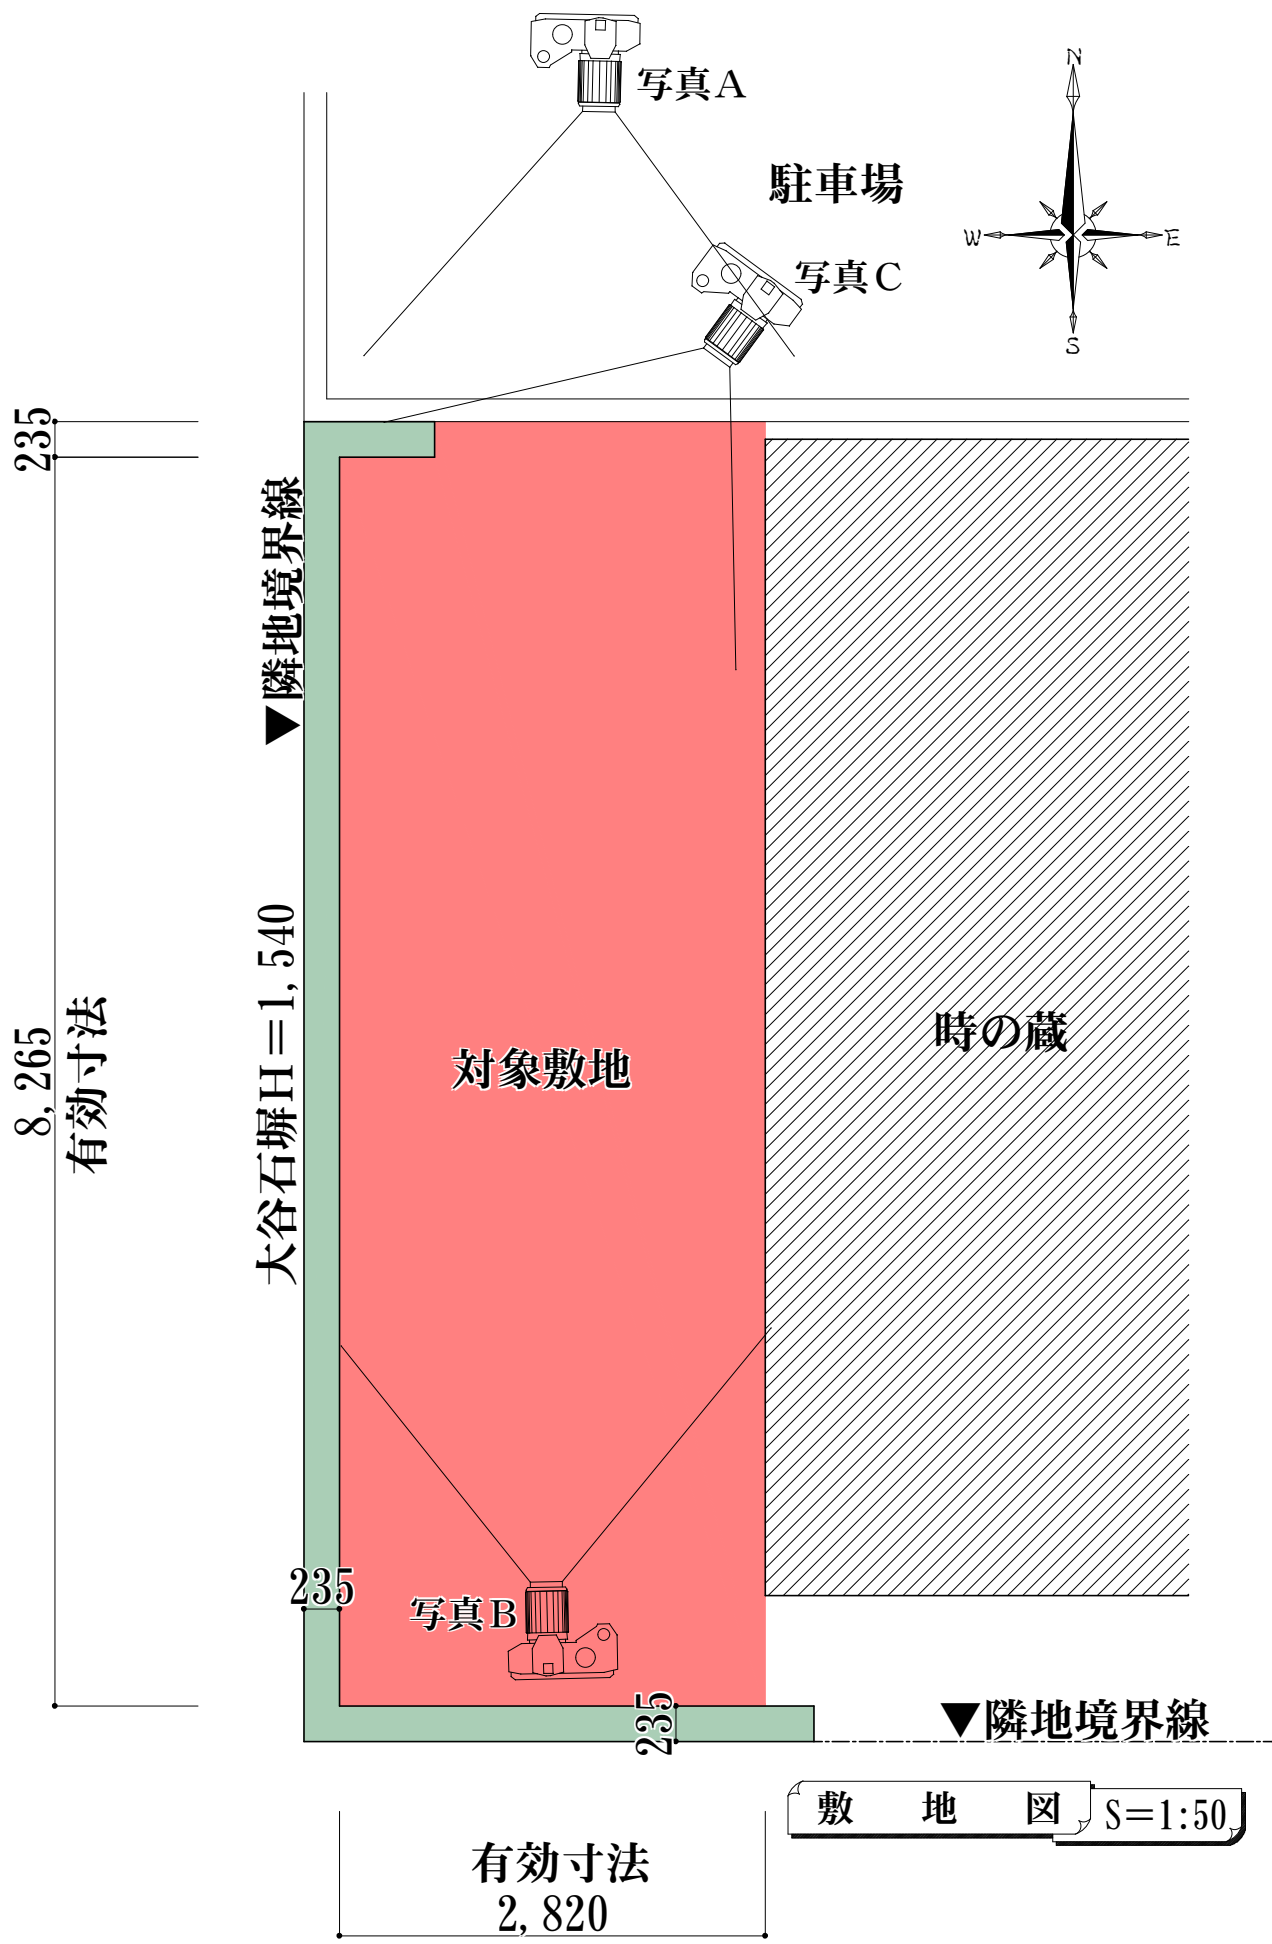 写真A
N
駐車場
W
E
写真C
S
235
▼隣地境界線
大谷石塀H=1,540
8,265
有効寸法
時の蔵
対象敷地
235
写真B
235
▼隣地境界線
敷地図 S=1:50
有効寸法
2,820